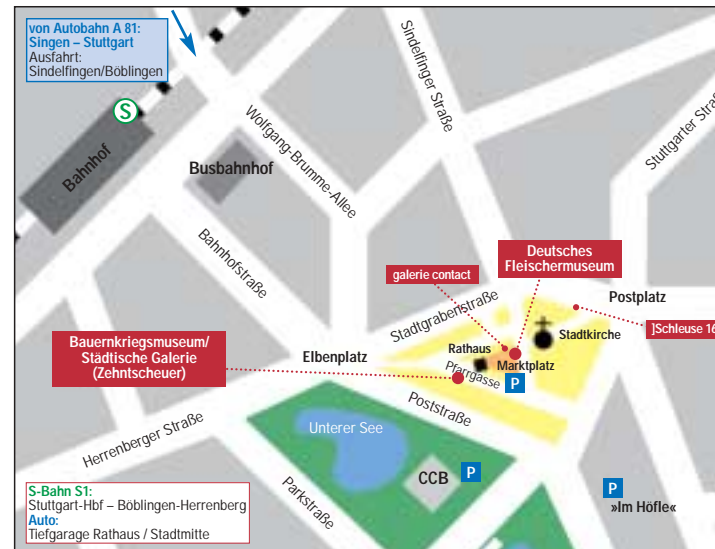 von Autobahn A 81:
Singen – Stuttgart
Ausfahrt:
Sindelfingen/Böblingen
S
Bahnhof
Busbahnhof
Wolfgang-Brumme-Allee
Sindelfinger Straße
Stuttgarter Straße
Bahnhofstraße
Deutsches
Fleischermuseum
galerie contact
Postplatz
Stadtgrabenstraße
]Schleuse 16
Stadtkirche
Bauernkriegsmuseum/
Städtische Galerie
(Zehntscheuer)
Elbenplatz
Rathaus
Marktplatz
Pfarrgasse
P
Poststraße
Herrenberger Straße
Unterer See
CCB
P
P
»Im Höfle«
Parkstraße
S-Bahn S1:
Stuttgart-Hbf – Böblingen-Herrenberg
Auto:
Tiefgarage Rathaus / Stadtmitte